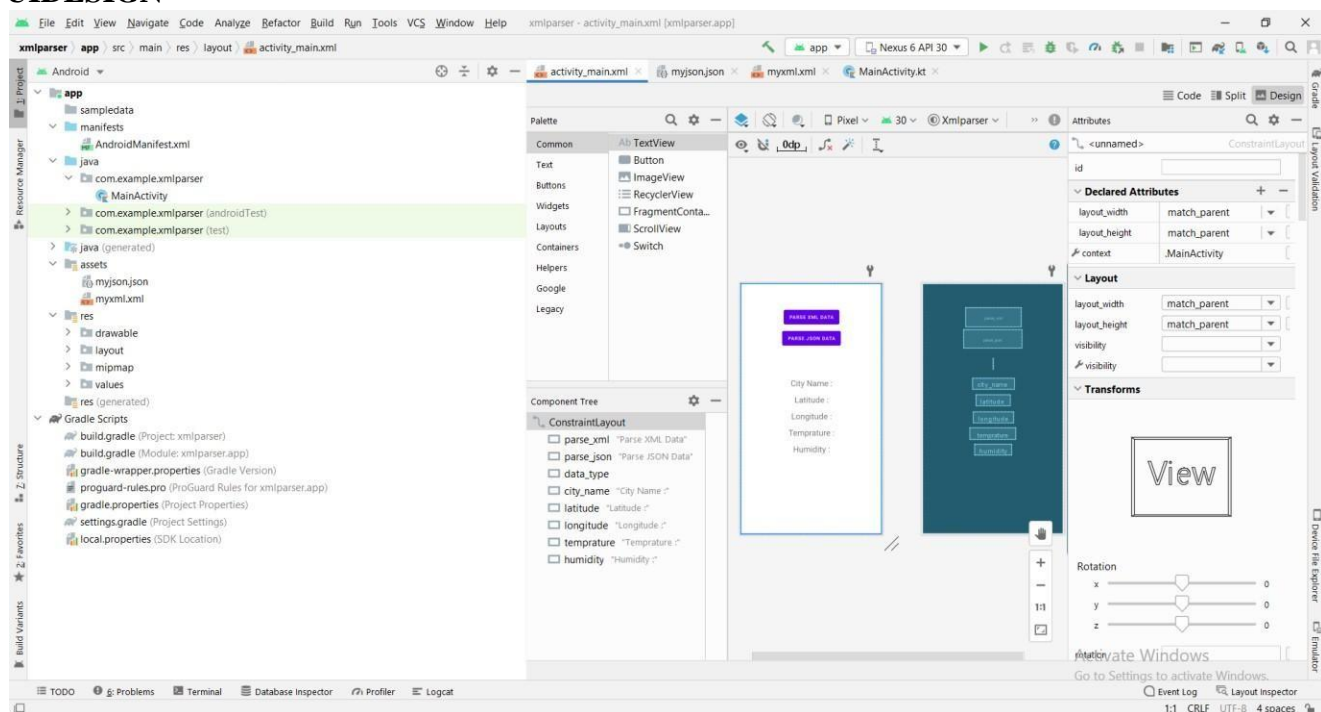 File Edit View Navigate Code Analyze Refactor Build Run Tools VCS Window Help xmlparser - activity_main.xml [xmlparser.app]
xmlparser app src main res layout activity_main.xml app Nexus 6 API 30
1: Project
Resource Manager
Z: Structure
2: Favorites
Build Variants
Android
app
sampledata
manifests
AndroidManifest.xml
java
com.example.xmlparser
MainActivity
com.example.xmlparser (androidTest)
com.example.xmlparser (test)
java (generated)
assets
myjson.json
myxml.xml
res
drawable
layout
mipmap
values
res (generated)
Gradle Scripts
build.gradle (Project: xmlparser)
build.gradle (Module: xmlparser.app)
gradle-wrapper.properties (Gradle Version)
proguard-rules.pro (ProGuard Rules for xmlparser.app)
gradle.properties (Project Properties)
settings.gradle (Project Settings)
local.properties (SDK Location)
activity_main.xml myjson.json myxml.xml MainActivity.kt
Code Split Design
Palette
Common
Text
Buttons
Widgets
Layouts
Containers
Helpers
Google
Legacy
Ab TextView
Button
ImageView
RecyclerView
FragmentConta...
ScrollView
Switch
Component Tree
ConstraintLayout
parse_xml "Parse XML Data"
parse_json "Parse JSON Data"
data_type
city_name "City Name :"
latitude "Latitude :"
longitude "Longitude :"
temprature "Temprature :"
humidity "Humidity :"
Pixel 30 Xmlparser
0dp
PARSE XML DATA
PARSE JSON DATA
City Name :
Latitude :
Longitude :
Temprature :
Humidity :
city_name
latitude
longitude
temprature
humidity
1:1
Attributes
<unnamed> ConstraintLayout
id
Declared Attributes
layout_width match_parent
layout_height match_parent
context .MainActivity
Layout
layout_width match_parent
layout_height match_parent
visibility
visibility
Transforms
View
Rotation
x 0
y 0
z 0
rotation
Activate Windows
Go to Settings to activate Windows.
Gradle
Layout Validation
Device File Explorer
Emulator
TODO 6: Problems Terminal Database Inspector Profiler Logcat Event Log Layout Inspector
1:1 CRLF UTF-8 4 spaces